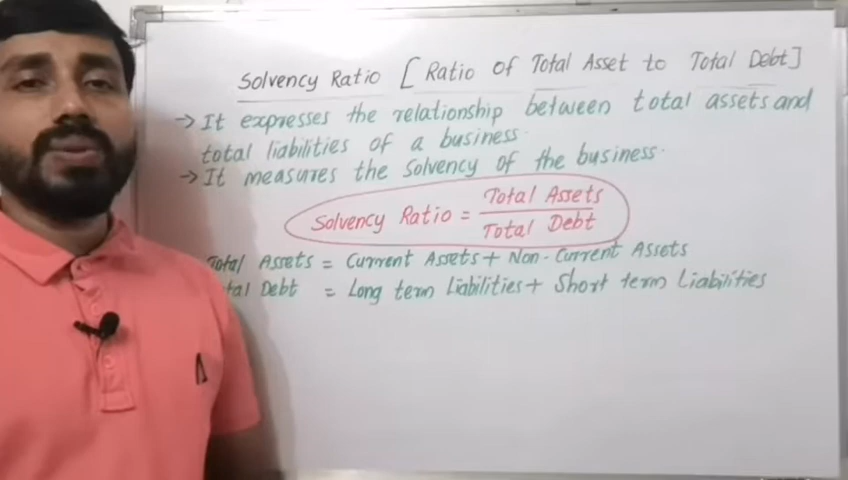 Solvency Ratio [ Ratio of Total Asset to Total Debt]
→ It expresses the relationship between total assets and
total liabilities of a business.
→ It measures the Solvency of the business.
Solvency Ratio = Total Assets
Total Debt
Total Assets = Current Assets + Non-Current Assets
tal Debt = Long term Liabilities + Short term Liabilities